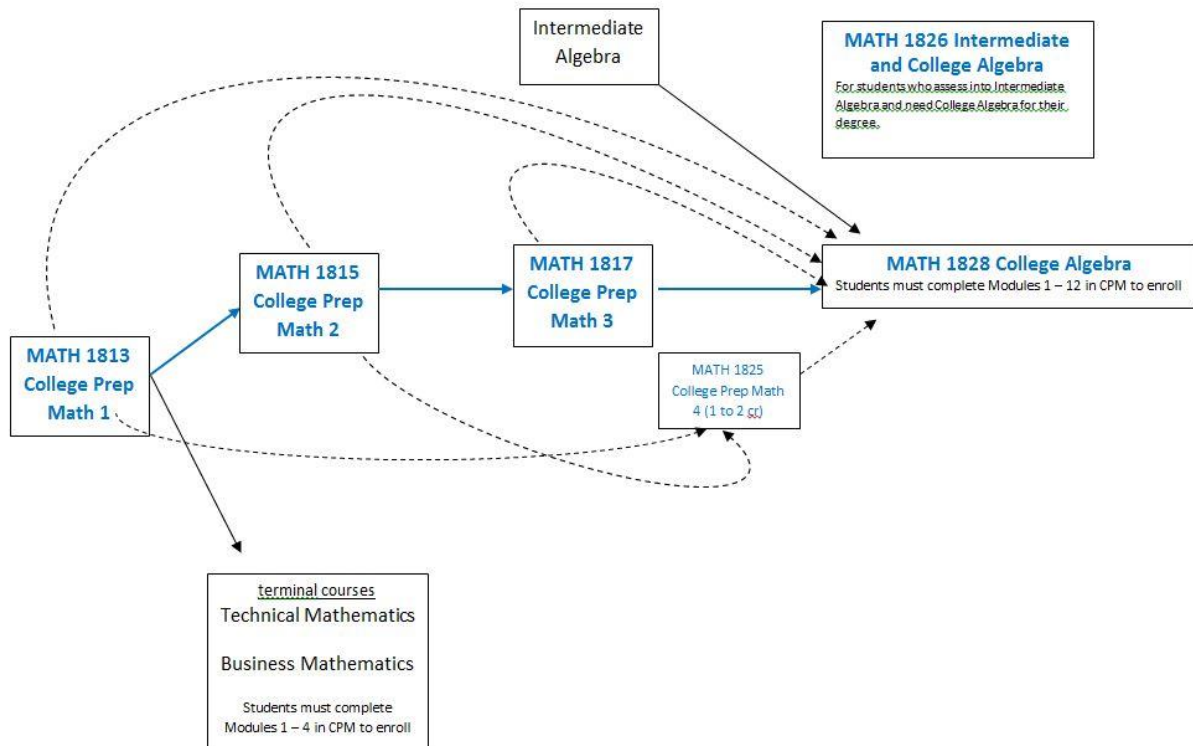 Intermediate
Algebra
MATH 1826 Intermediate
and College Algebra
For students who assess into Intermediate
Algebra and need College Algebra for their
degree.
MATH 1815
College Prep
Math 2
MATH 1817
College Prep
Math 3
MATH 1828 College Algebra
Students must complete Modules 1 – 12 in CPM to enroll
MATH 1813
College Prep
Math 1
MATH 1825
College Prep Math
4 (1 to 2 cr)
terminal courses
Technical Mathematics
Business Mathematics
Students must complete
Modules 1 – 4 in CPM to enroll